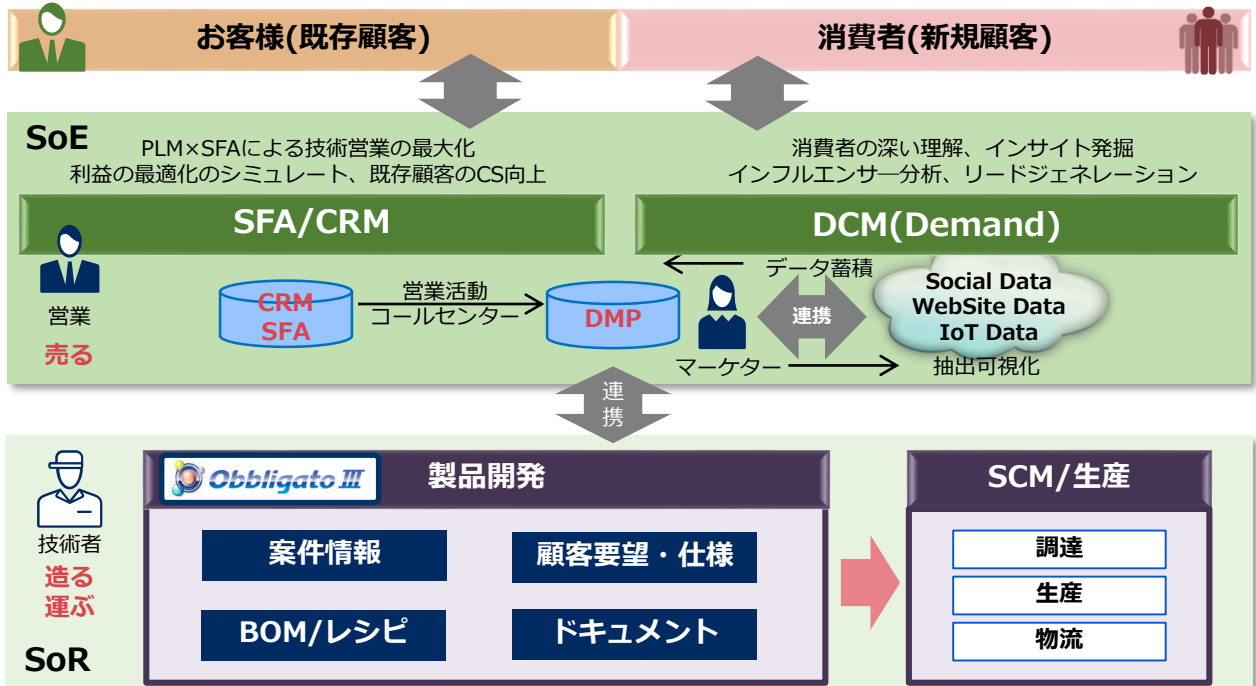 お客様(既存顧客)
消費者(新規顧客)
SoE
PLM×SFAによる技術営業の最大化
利益の最適化のシミュレート、既存顧客のCS向上
消費者の深い理解、インサイト発掘
インフルエンサ―分析、リードジェネレーション
SFA/CRM
DCM(Demand)
営業
売る
CRM
SFA
営業活動
コールセンター
DMP
データ蓄積
マーケター
連携
Social Data
WebSite Data
IoT Data
抽出可視化
連
携
技術者
造る
運ぶ
SoR
Obbligato III
製品開発
案件情報
顧客要望・仕様
BOM/レシピ
ドキュメント
SCM/生産
調達
生産
物流